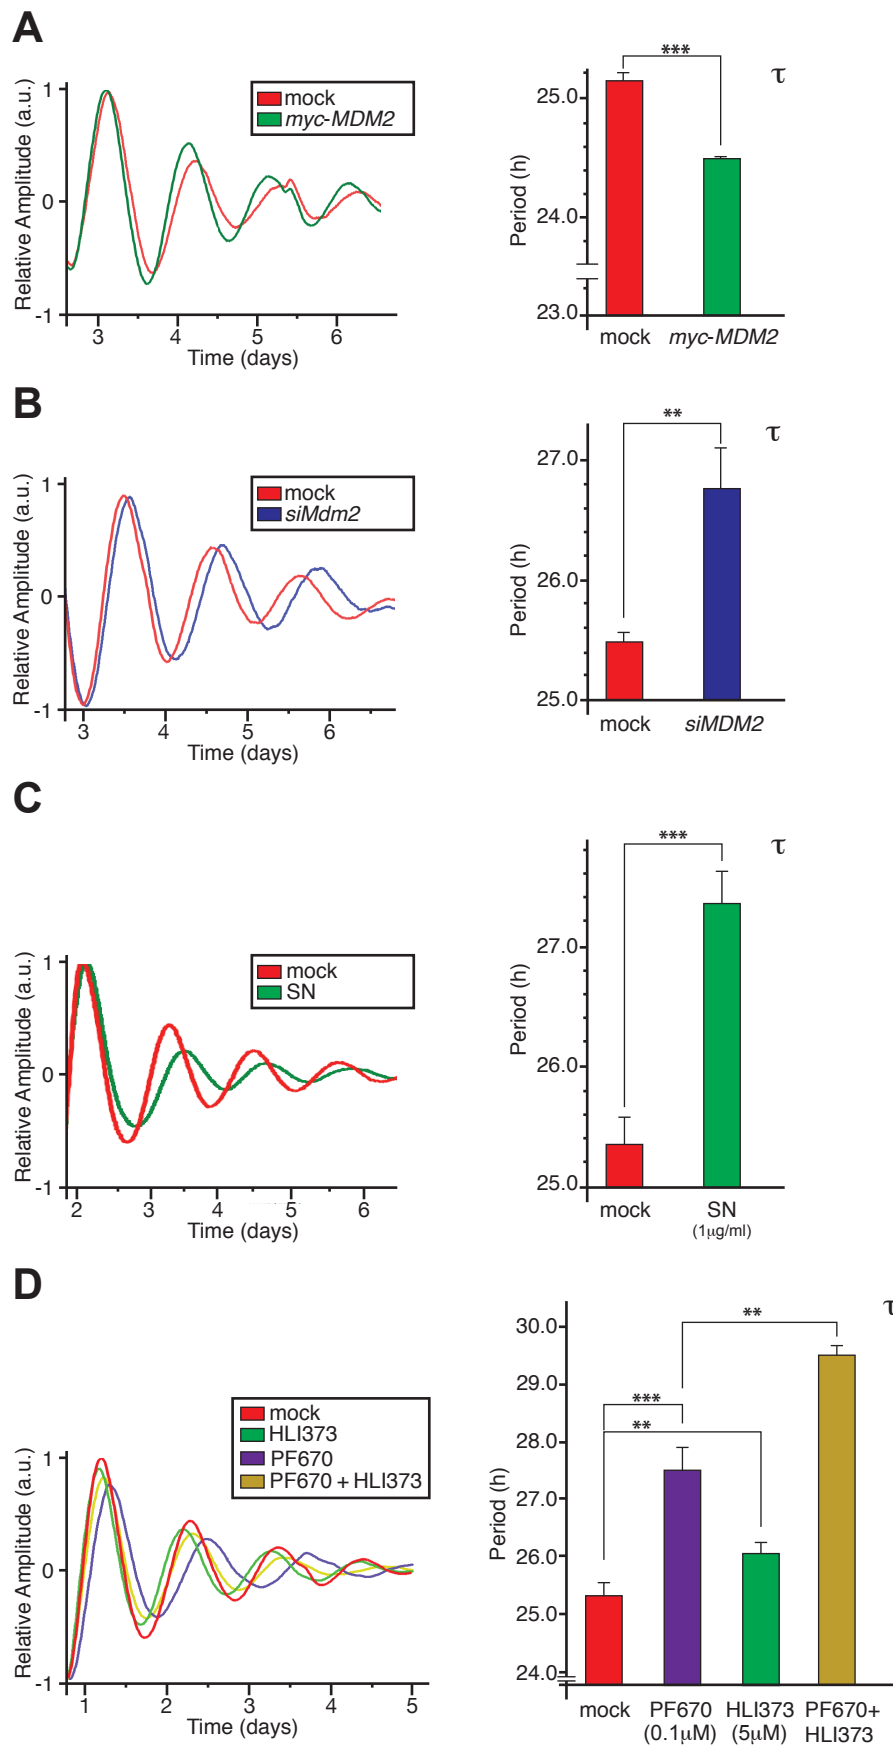 A
Relative Amplitude (a.u.)
1
0
-1
3
4
5
6
Time (days)
mock
myc-MDM2
***
τ
Period (h)
25.0
24.0
23.0
mock
myc-MDM2
B
Relative Amplitude (a.u.)
1
0
-1
3
4
5
6
Time (days)
mock
siMdm2
**
τ
Period (h)
27.0
26.0
25.0
mock
siMDM2
C
Relative Amplitude (a.u.)
1
0
-1
2
3
4
5
6
Time (days)
mock
SN
***
τ
Period (h)
27.0
26.0
25.0
mock
SN
(1µg/ml)
D
Relative Amplitude (a.u.)
1
0
-1
1
2
3
4
5
Time (days)
mock
HLI373
PF670
PF670 + HLI373
**
***
**
τ
Period (h)
30.0
29.0
28.0
27.0
26.0
25.0
24.0
mock
PF670
(0.1µM)
HLI373
(5µM)
PF670+
HLI373